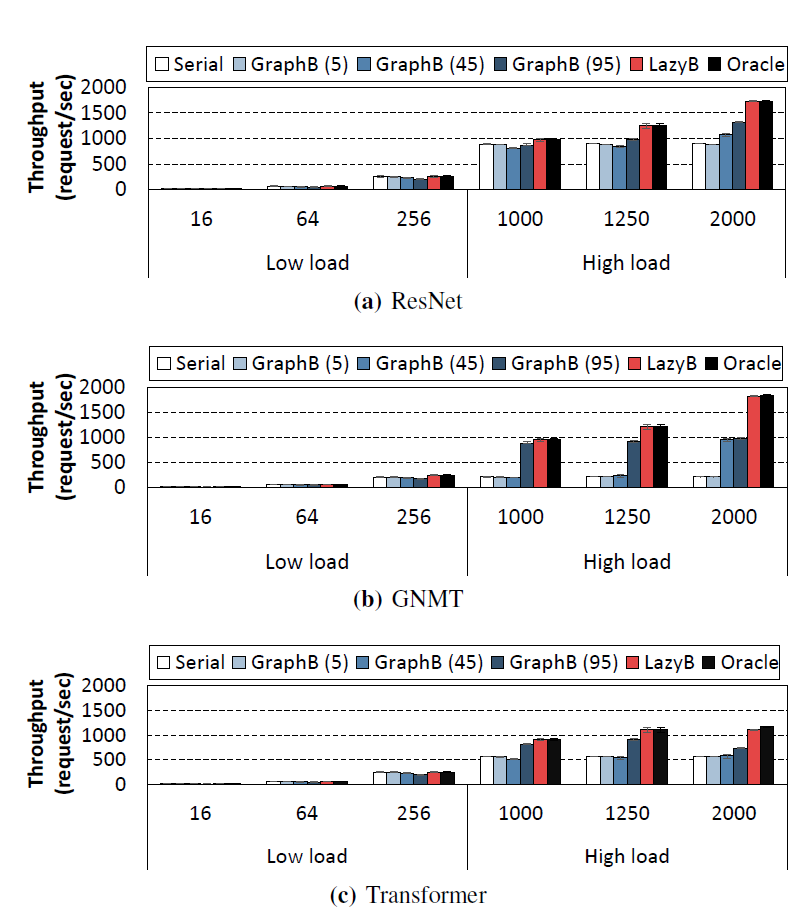 Serial GraphB (5) GraphB (45) GraphB (95) LazyB Oracle
Throughput
(request/sec)
2000
1500
1000
500
0
16 64 256 1000 1250 2000
Low load High load
(a) ResNet
Serial GraphB (5) GraphB (45) GraphB (95) LazyB Oracle
Throughput
(request/sec)
2000
1500
1000
500
0
16 64 256 1000 1250 2000
Low load High load
(b) GNMT
Serial GraphB (5) GraphB (45) GraphB (95) LazyB Oracle
Throughput
(request/sec)
2000
1500
1000
500
0
16 64 256 1000 1250 2000
Low load High load
(c) Transformer